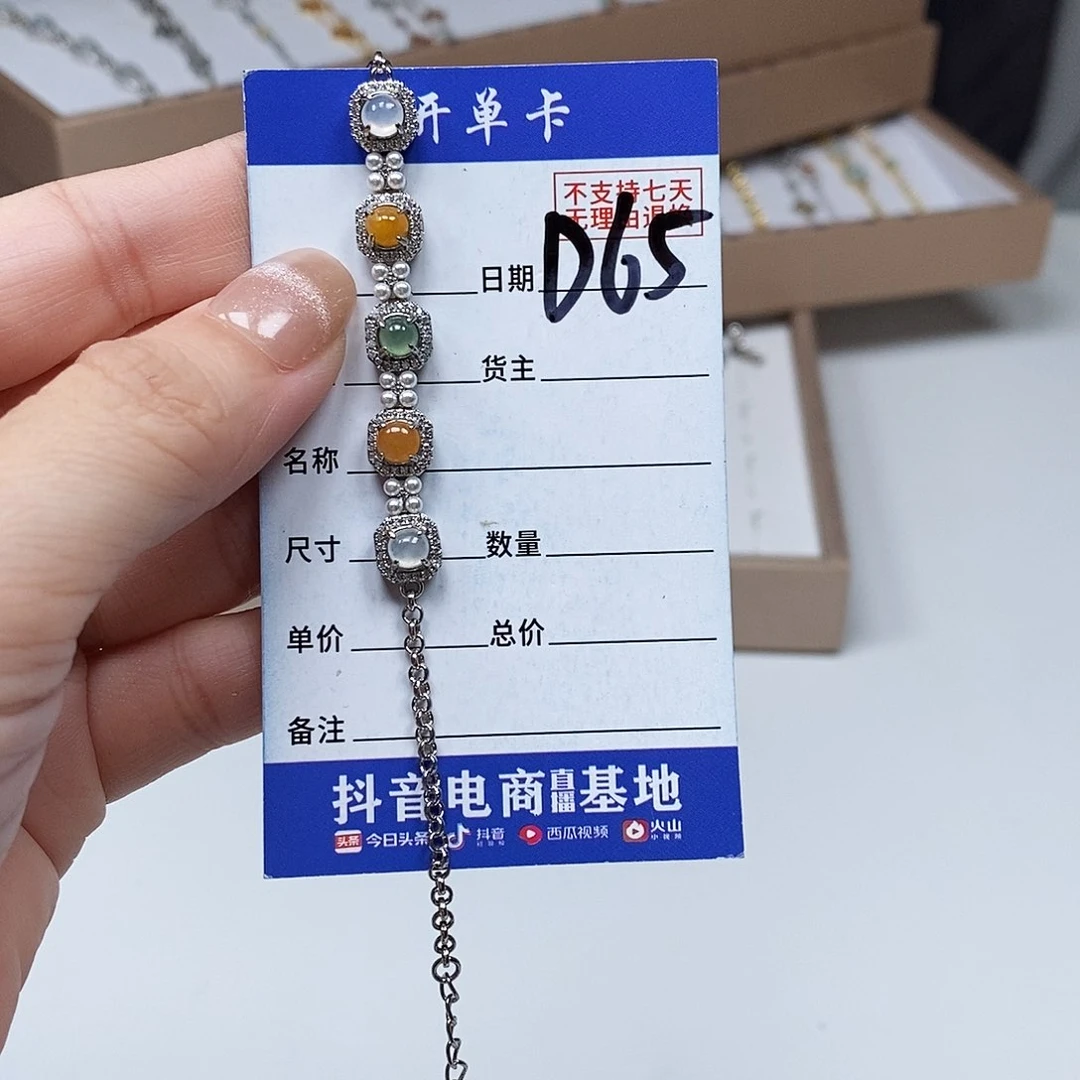 开单卡
不支持七天
无理由退换
D65
日期
货主
名称
尺寸 数量
单价 总价
备注
抖音电商直播基地
头条 今日头条 抖音 西瓜视频 火山